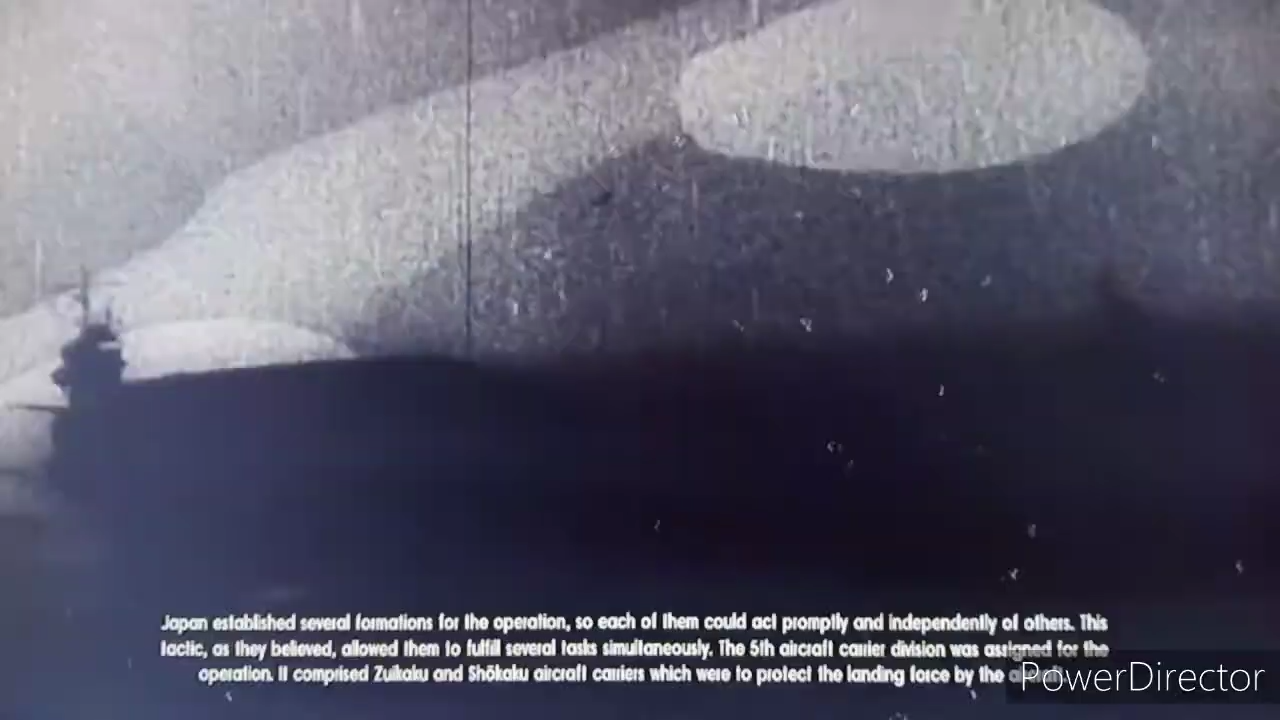 Japan established several formations for the operation, so each of them could act promptly and independently of others. This
tactic, as they believed, allowed them to fulfill several tasks simultaneously. The 5th aircraft carrier division was assigned for the
operation. It comprised Zuikaku and Shōkaku aircraft carriers which were to protect the landing force by the
PowerDirector